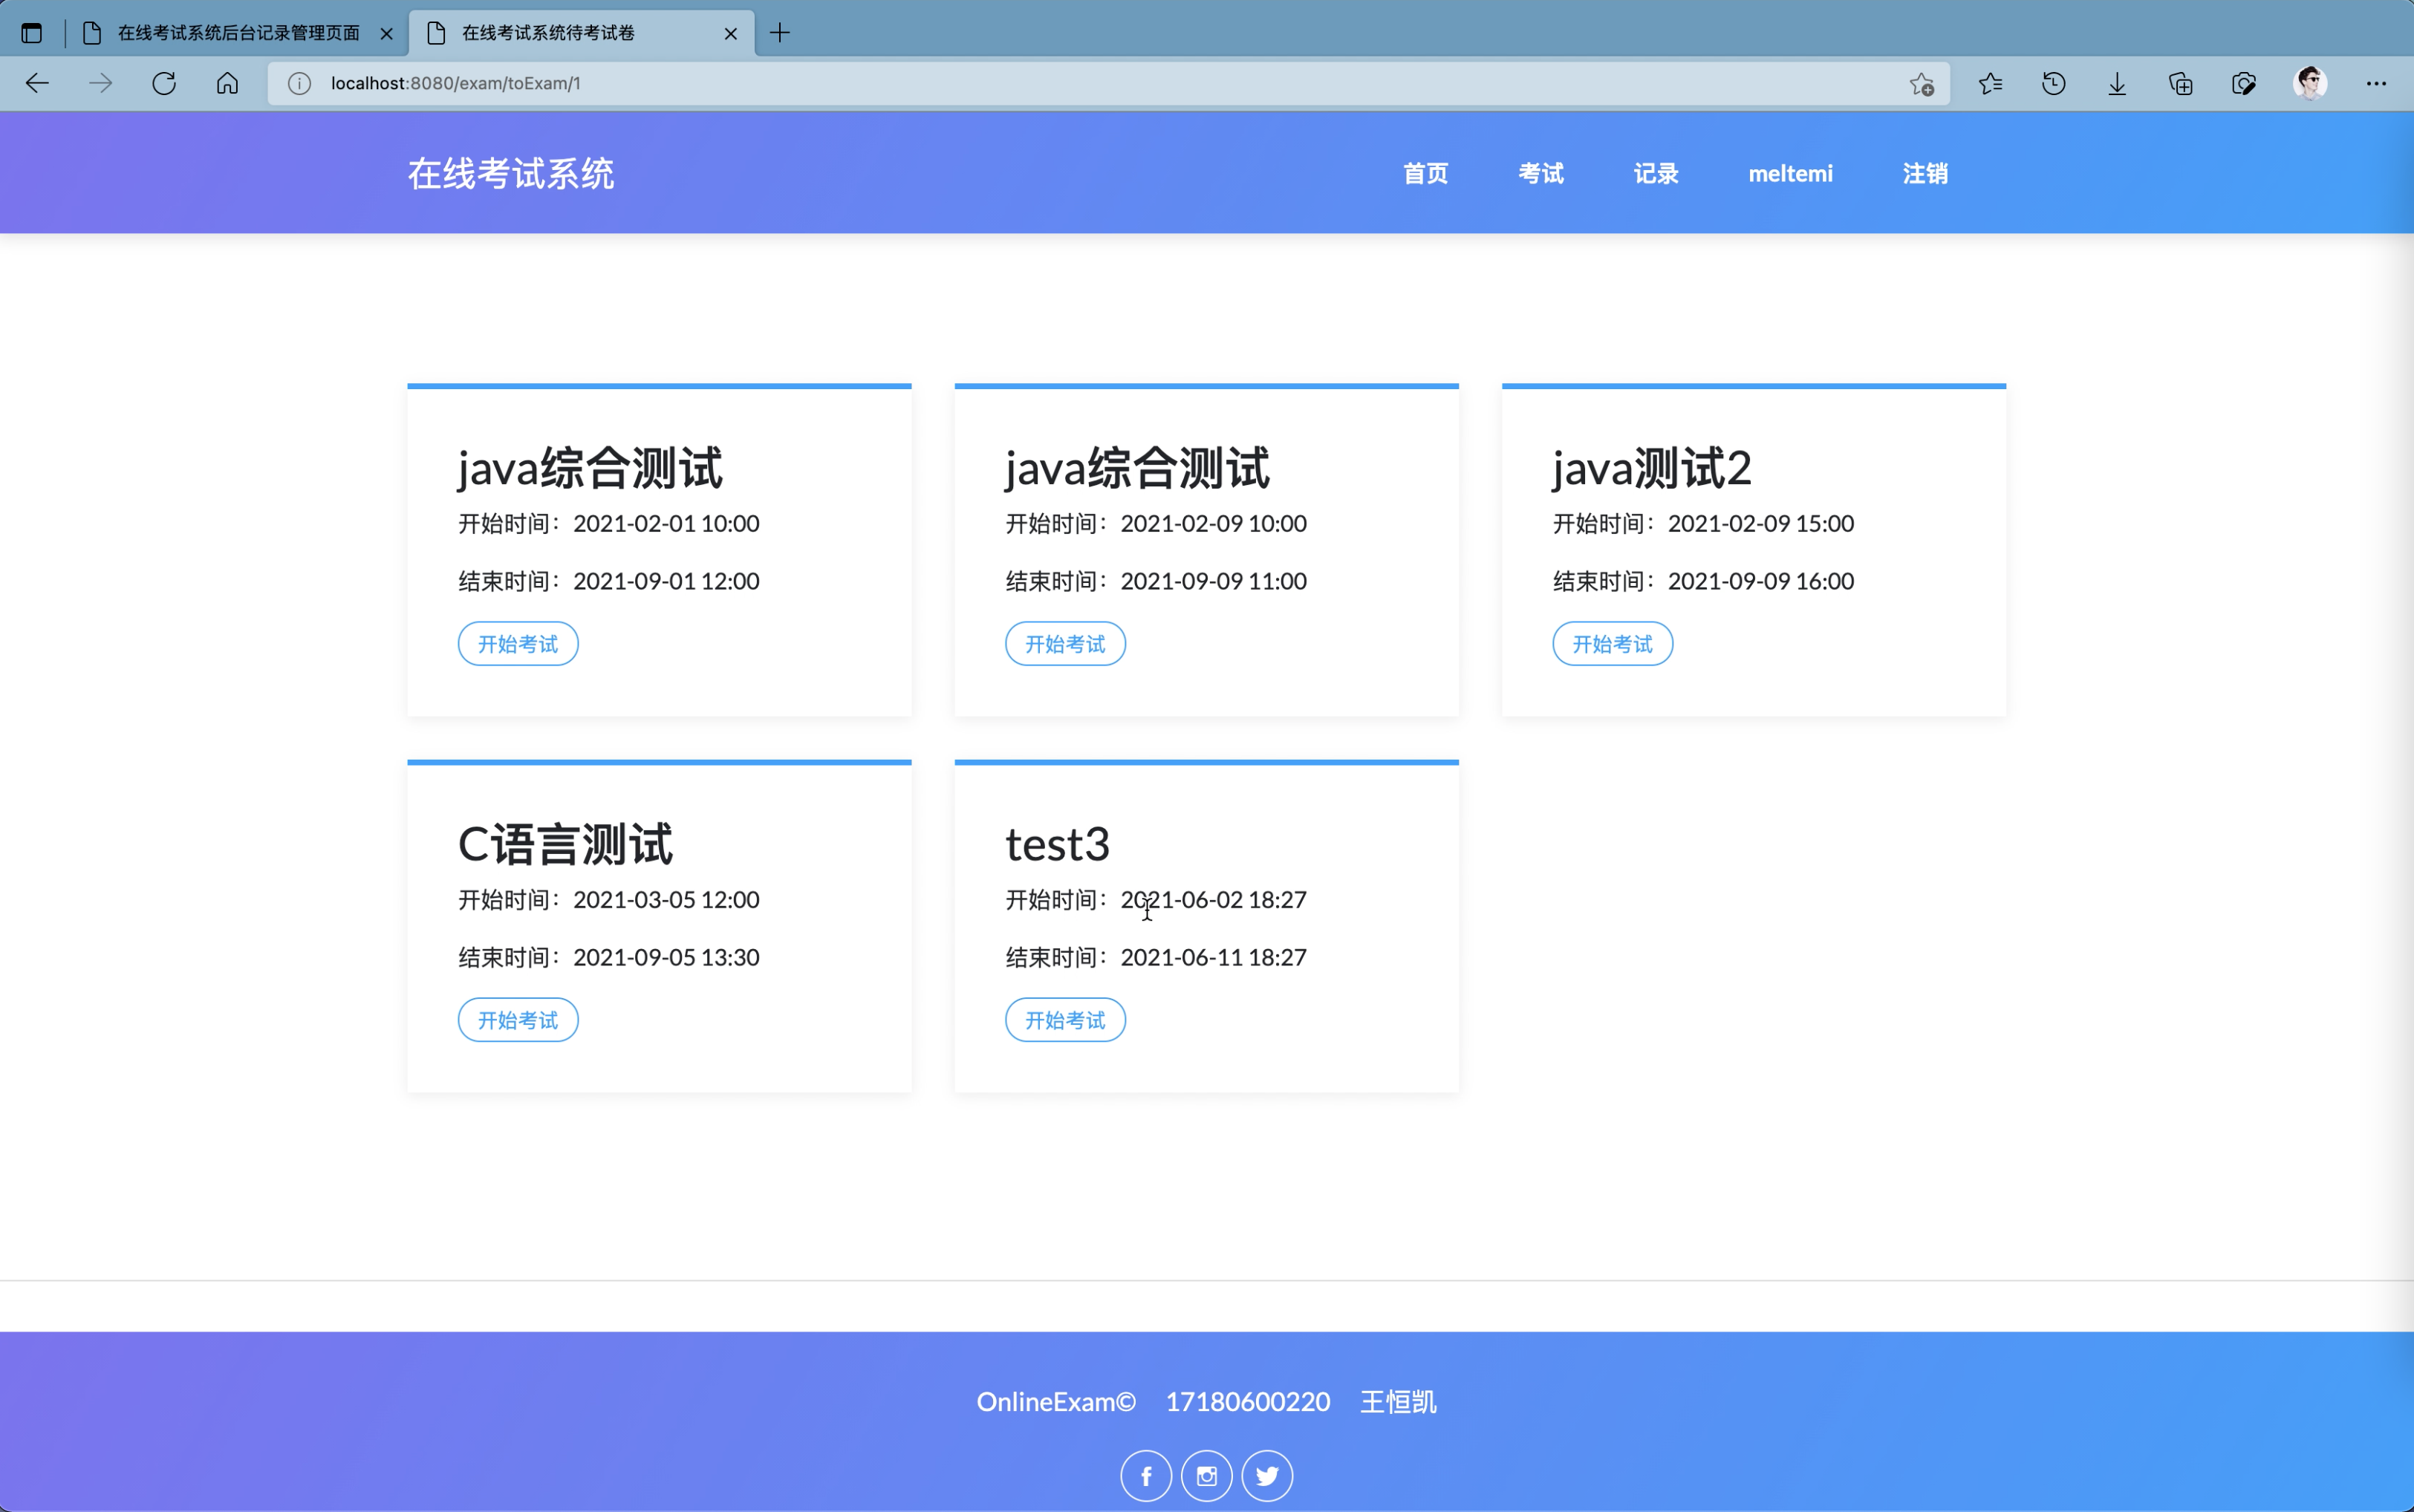 在线考试系统后台记录管理页面
在线考试系统待考试卷
localhost:8080/exam/toExam/1
在线考试系统
首页 考试 记录 meltemi 注销
java综合测试
开始时间：2021-02-01 10:00
结束时间：2021-09-01 12:00
开始考试
java综合测试
开始时间：2021-02-09 10:00
结束时间：2021-09-09 11:00
开始考试
java测试2
开始时间：2021-02-09 15:00
结束时间：2021-09-09 16:00
开始考试
C语言测试
开始时间：2021-03-05 12:00
结束时间：2021-09-05 13:30
开始考试
test3
开始时间：2021-06-02 18:27
结束时间：2021-06-11 18:27
开始考试
OnlineExam© 17180600220 王恒凯